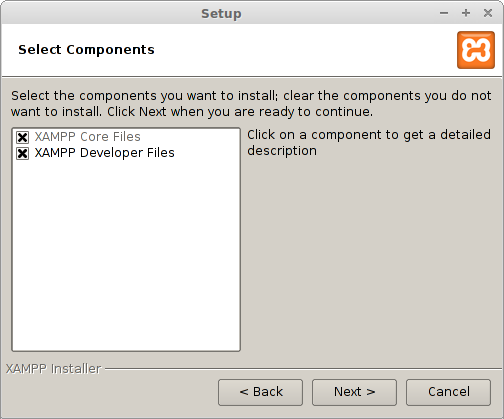 Setup
Select Components
Select the components you want to install; clear the components you do not
want to install. Click Next when you are ready to continue.
XAMPP Core Files
XAMPP Developer Files
Click on a component to get a detailed
description
XAMPP Installer
< Back
Next >
Cancel